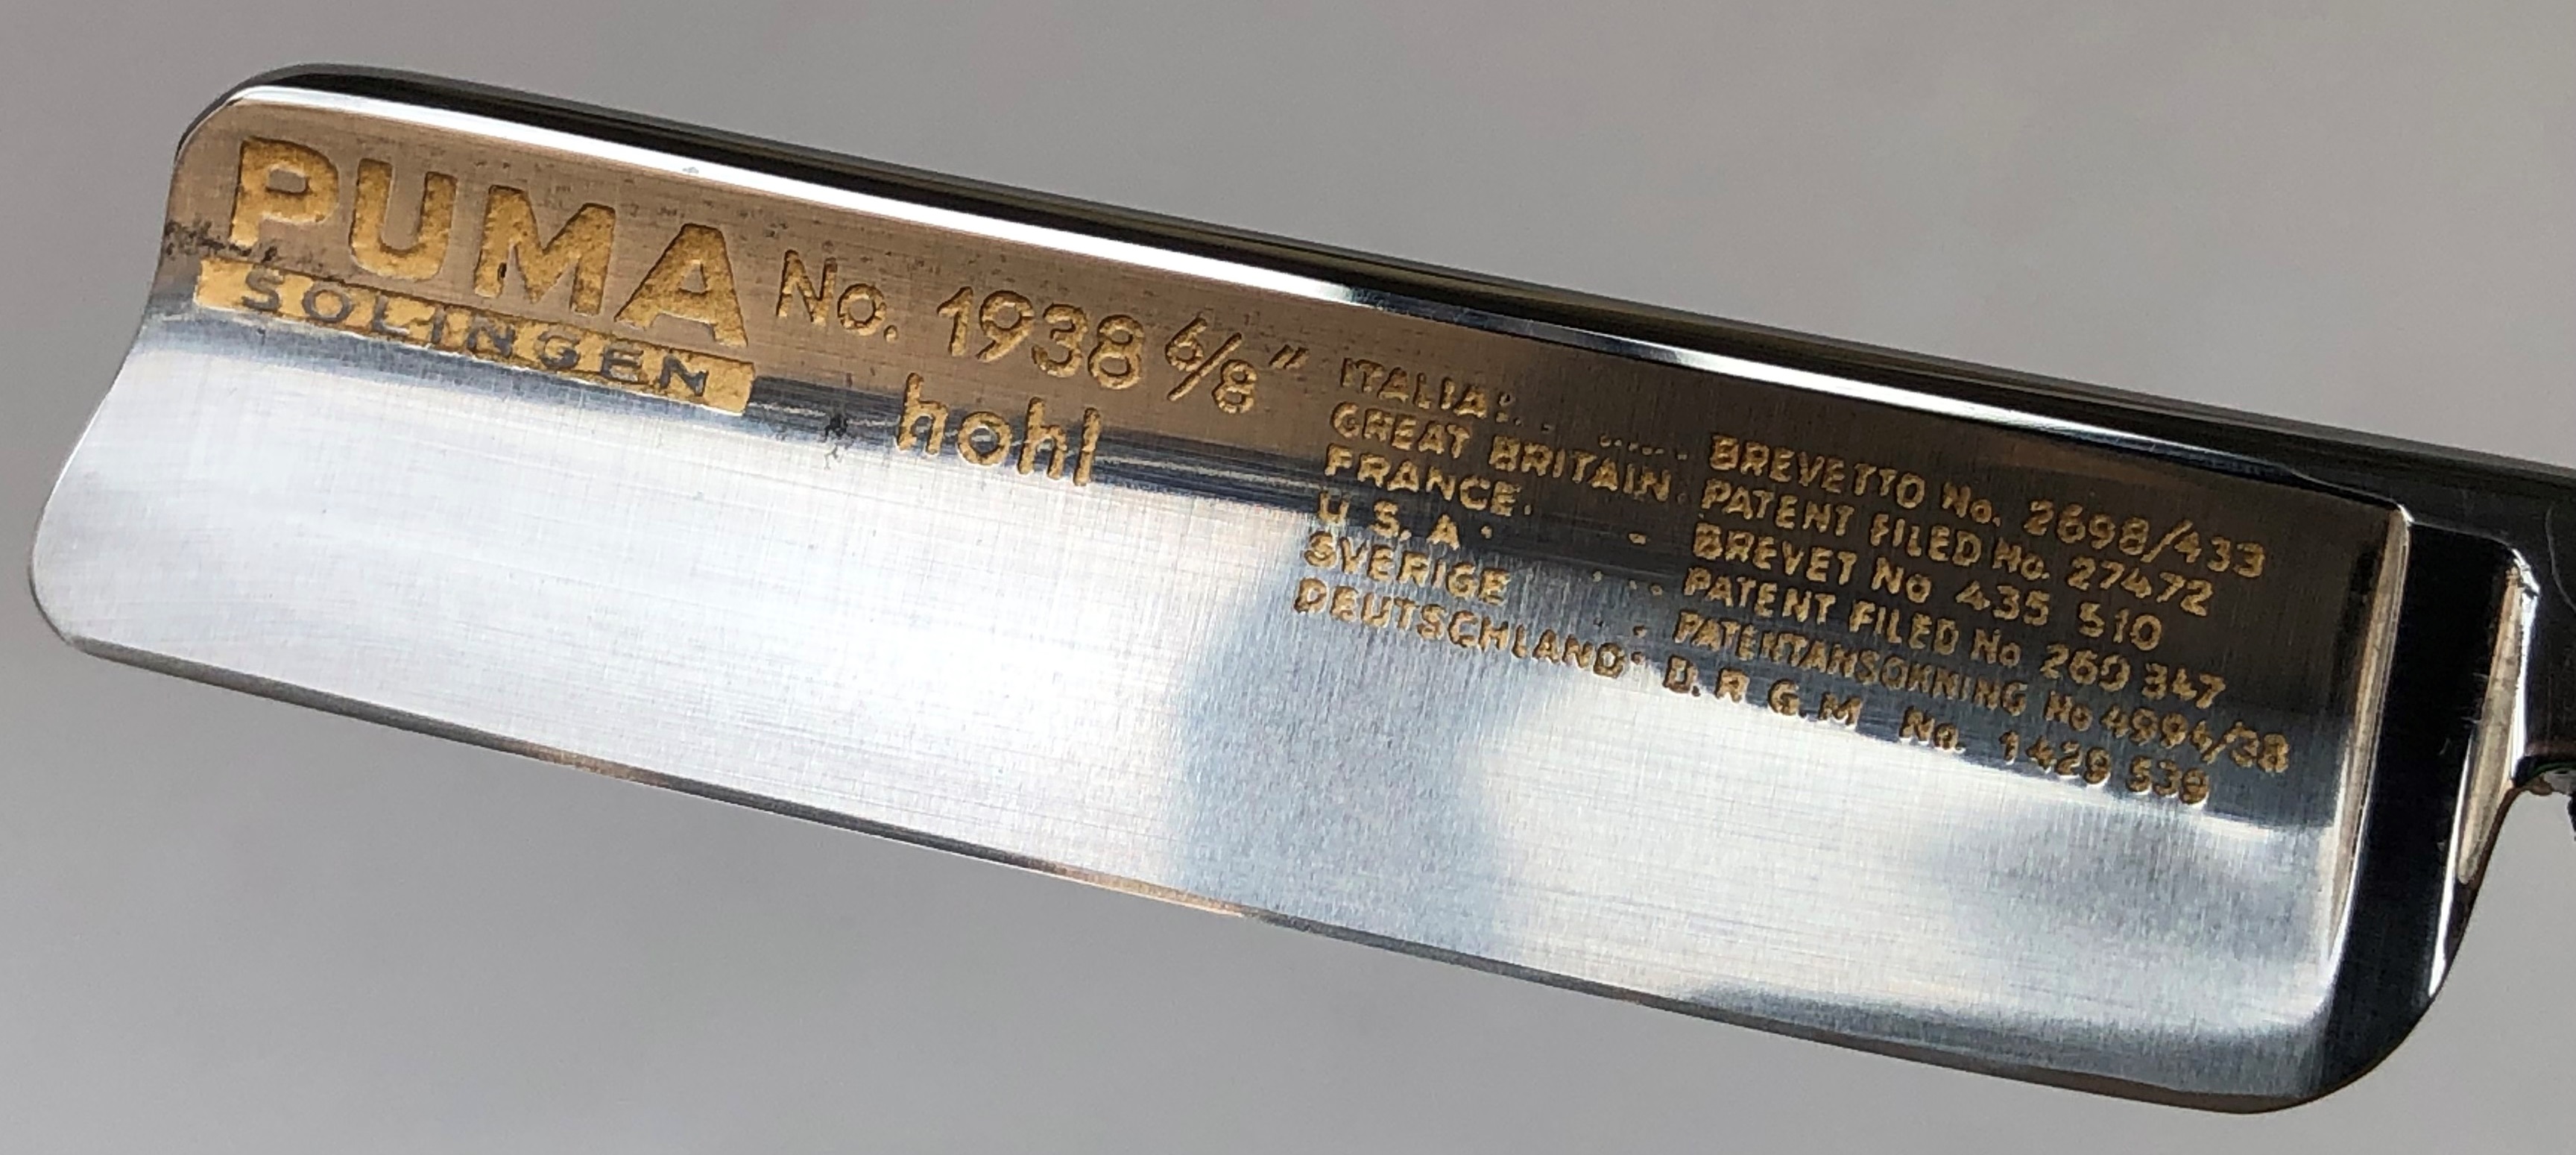 PUMA
SOLINGEN
No. 1938 6/8"
hohl
ITALIA: BREVETTO No. 2698/433
GREAT BRITAIN. PATENT FILED No. 27472
FRANCE. BREVET No 435 510
U S. A. PATENT FILED No 260 347
SVERIGE PATENTANSÖKNING No 4994/38
DEUTSCHLAND. D. R G. M No. 1429 539